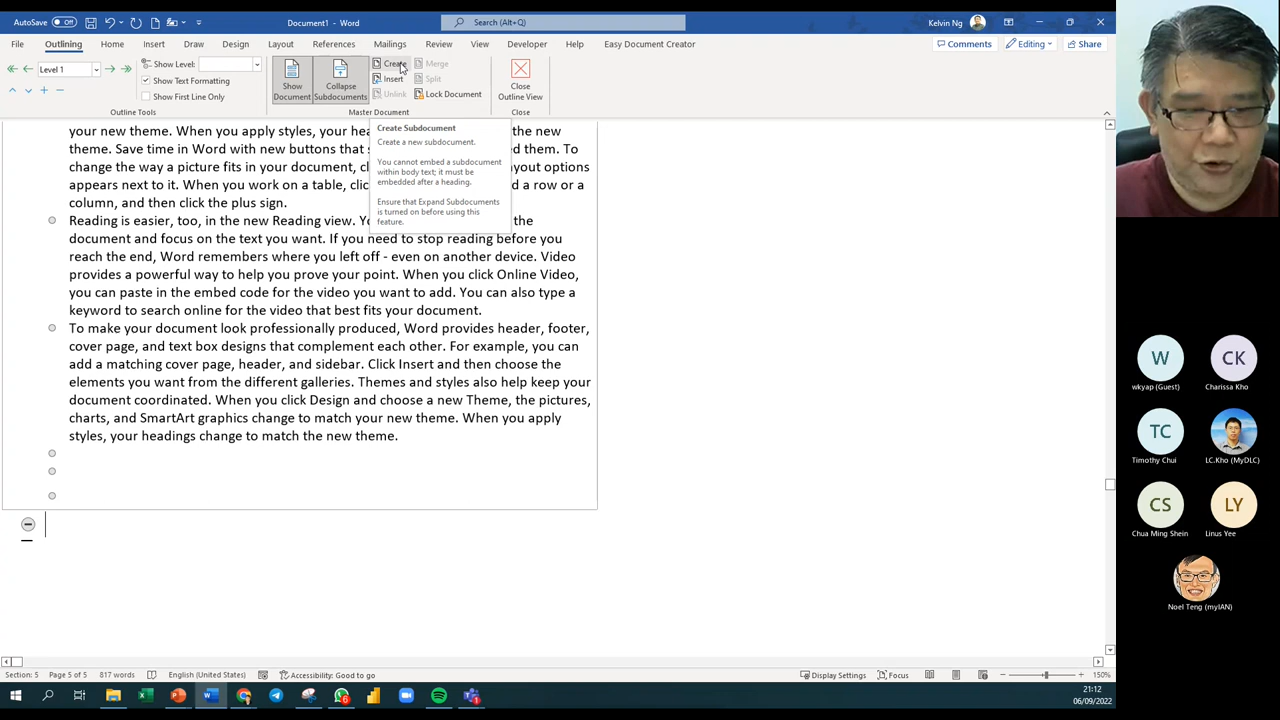 AutoSave Off
Document1 - Word
Search (Alt+Q)
Kelvin Ng
File Outlining Home Insert Draw Design Layout References Mailings Review View Developer Help Easy Document Creator
Comments Editing Share
Level 1
Show Level:
Show Text Formatting
Show First Line Only
Outline Tools
Show Document
Collapse Subdocuments
Create
Insert
Unlink
Merge
Split
Lock Document
Master Document
Close Outline View
Close
Create Subdocument
Create a new subdocument.
You cannot embed a subdocument
within body text; it must be
embedded after a heading.
Ensure that Expand Subdocuments
is turned on before using this
feature.
your new theme. When you apply styles, your hea the new
theme. Save time in Word with new buttons that s ed them. To
change the way a picture fits in your document, cl yout options
appears next to it. When you work on a table, clic d a row or a
column, and then click the plus sign.
Reading is easier, too, in the new Reading view. Yo the
document and focus on the text you want. If you need to stop reading before you
reach the end, Word remembers where you left off - even on another device. Video
provides a powerful way to help you prove your point. When you click Online Video,
you can paste in the embed code for the video you want to add. You can also type a
keyword to search online for the video that best fits your document.
To make your document look professionally produced, Word provides header, footer,
cover page, and text box designs that complement each other. For example, you can
add a matching cover page, header, and sidebar. Click Insert and then choose the
elements you want from the different galleries. Themes and styles also help keep your
document coordinated. When you click Design and choose a new Theme, the pictures,
charts, and SmartArt graphics change to match your new theme. When you apply
styles, your headings change to match the new theme.
W
wkyap (Guest)
CK
Charissa Kho
TC
Timothy Chui
LC.Kho (MyDLC)
CS
Chua Ming Shein
LY
Linus Yee
Noel Teng (myIAN)
Section: 5 Page 5 of 5 817 words English (United States) Accessibility: Good to go
Display Settings Focus 150%
21:12
06/09/2022